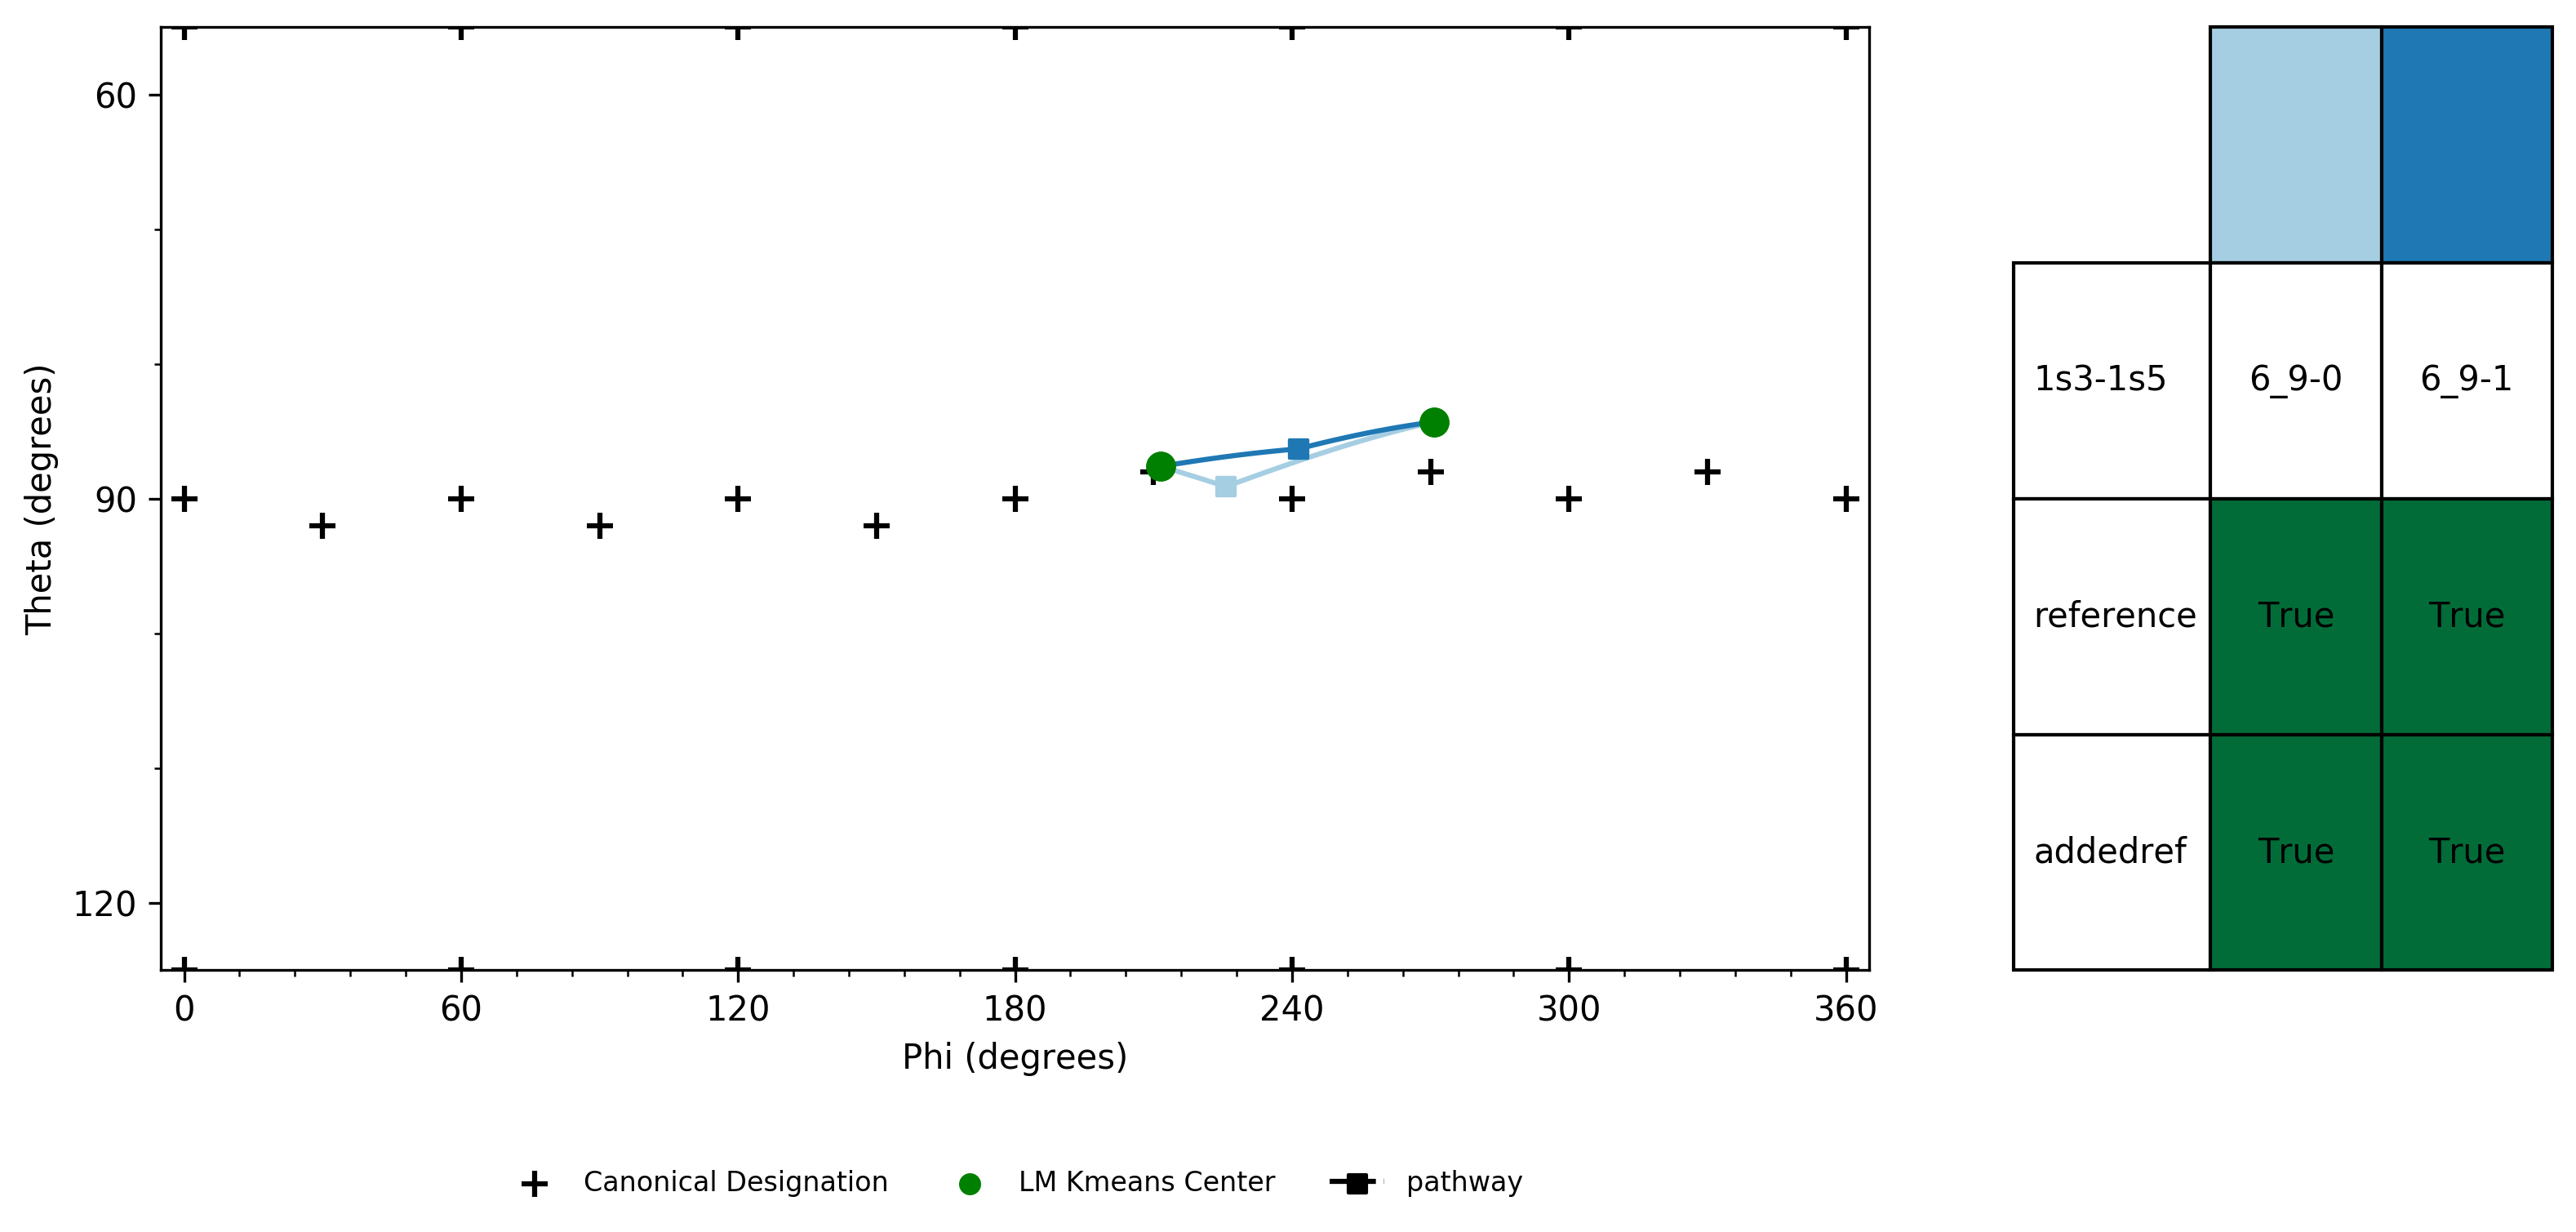 60
90
120
Theta (degrees)
0 60 120 180 240 300 360
Phi (degrees)
Canonical Designation LM Kmeans Center pathway
1s3-1s5 6_9-0 6_9-1
reference True True
addedref True True